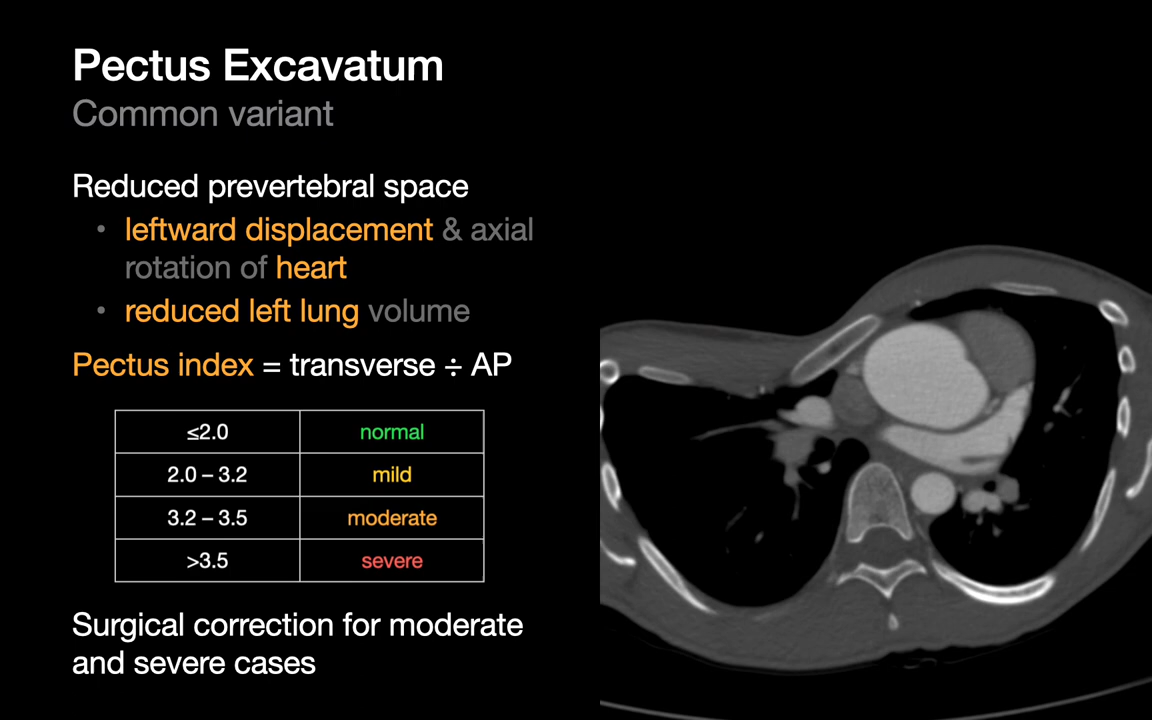 Pectus Excavatum
Common variant
Reduced prevertebral space
• leftward displacement & axial
rotation of heart
• reduced left lung volume
Pectus index = transverse ÷ AP
≤2.0 normal
2.0 – 3.2 mild
3.2 – 3.5 moderate
>3.5 severe
Surgical correction for moderate
and severe cases